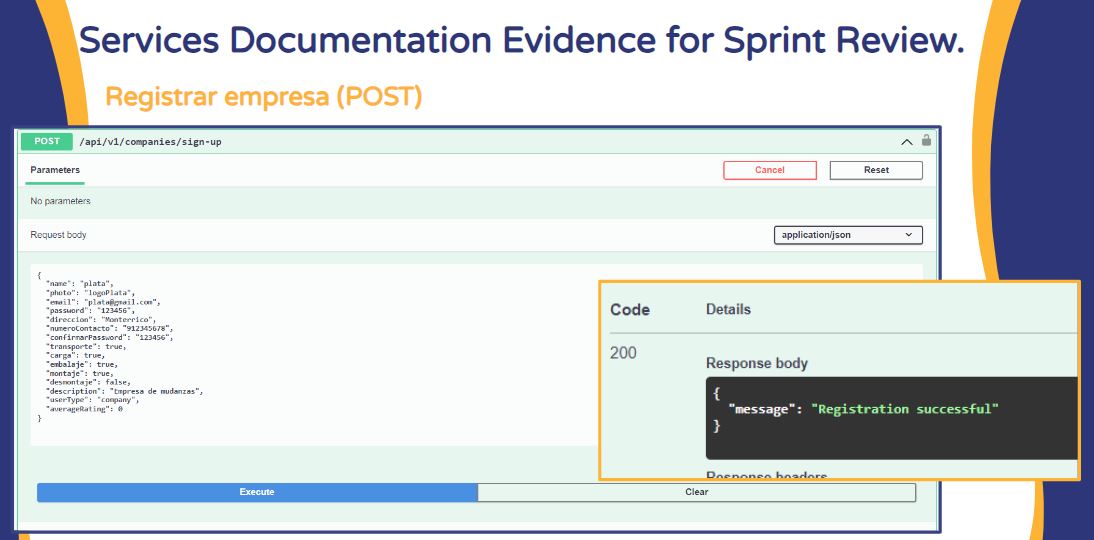 Services Documentation Evidence for Sprint Review.
Registrar empresa (POST)
POST /api/v1/companies/sign-up
Parameters
Cancel
Reset
No parameters
Request body
application/json
{
"name": "plata",
"photo": "logoPlata",
"email": "plata@gmail.com",
"password": "123456",
"direccion": "Monterrico",
"numeroContacto": "912345678",
"confirmarPassword": "123456",
"transporte": true,
"carga": true,
"embalaje": true,
"montaje": true,
"desmontaje": false,
"description": "Empresa de mudanzas",
"userType": "company",
"averageRating": 0
}
Code
Details
200
Response body
{
"message": "Registration successful"
}
Response headers
Execute
Clear